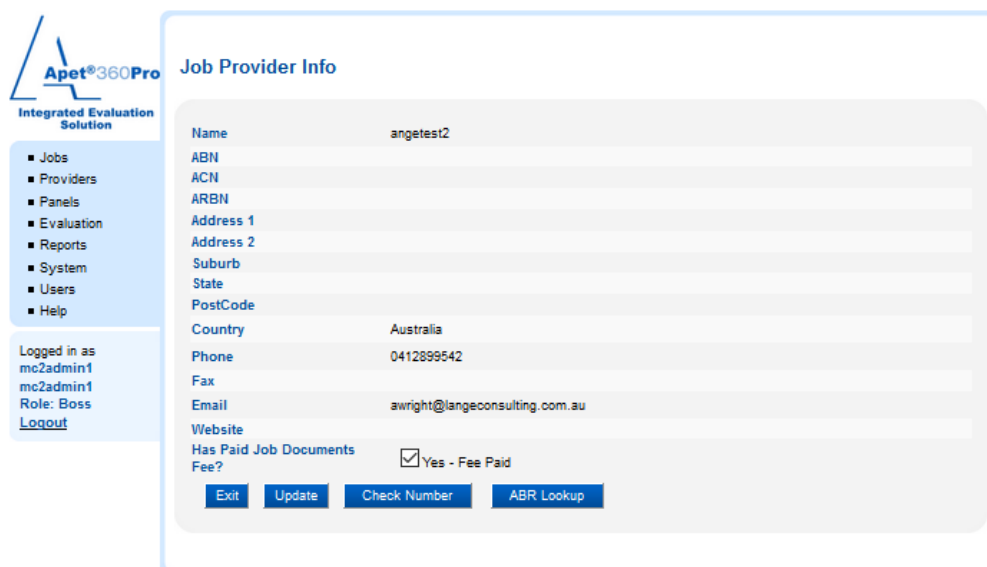 Apet®360Pro
Integrated Evaluation
Solution
Jobs
Providers
Panels
Evaluation
Reports
System
Users
Help
Logged in as
mc2admin1
mc2admin1
Role: Boss
Logout
Job Provider Info
Name angetest2
ABN
ACN
ARBN
Address 1
Address 2
Suburb
State
PostCode
Country Australia
Phone 0412899542
Fax
Email awright@langeconsulting.com.au
Website
Has Paid Job Documents
Fee? Yes - Fee Paid
Exit Update Check Number ABR Lookup